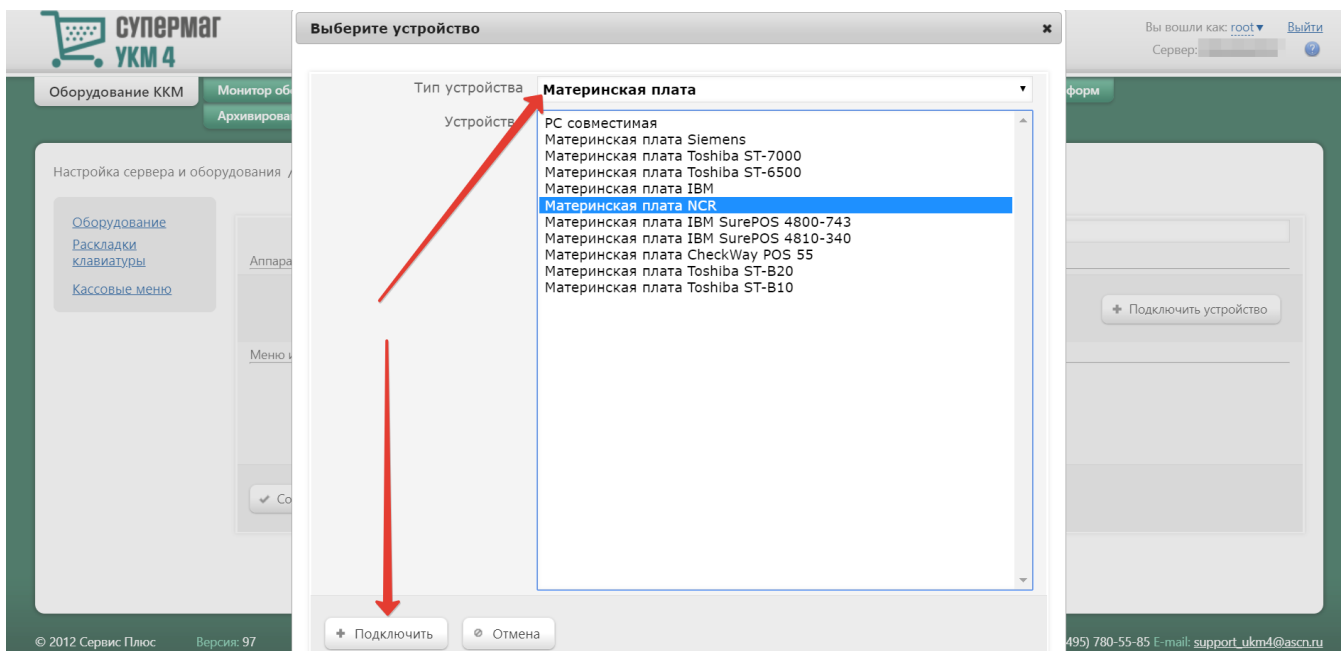 СУПЕРМАГ
УКМ 4
Выберите устройство
Вы вошли как: root Выйти
Сервер:
Оборудование ККМ
Монитор об
форм
Архивирова
Тип устройства Материнская плата
Устройств
PC совместимая
Материнская плата Siemens
Материнская плата Toshiba ST-7000
Материнская плата Toshiba ST-6500
Материнская плата IBM
Материнская плата NCR
Материнская плата IBM SurePOS 4800-743
Материнская плата IBM SurePOS 4810-340
Материнская плата CheckWay POS 55
Материнская плата Toshiba ST-B20
Материнская плата Toshiba ST-B10
Настройка сервера и оборудования /
Оборудование
Раскладки
клавиатуры
Кассовые меню
Аппара
Подключить устройство
Меню и
Со
Подключить
Отмена
© 2012 Сервис Плюс Версия: 97
495) 780-55-85 E-mail: support_ukm4@ascn.ru